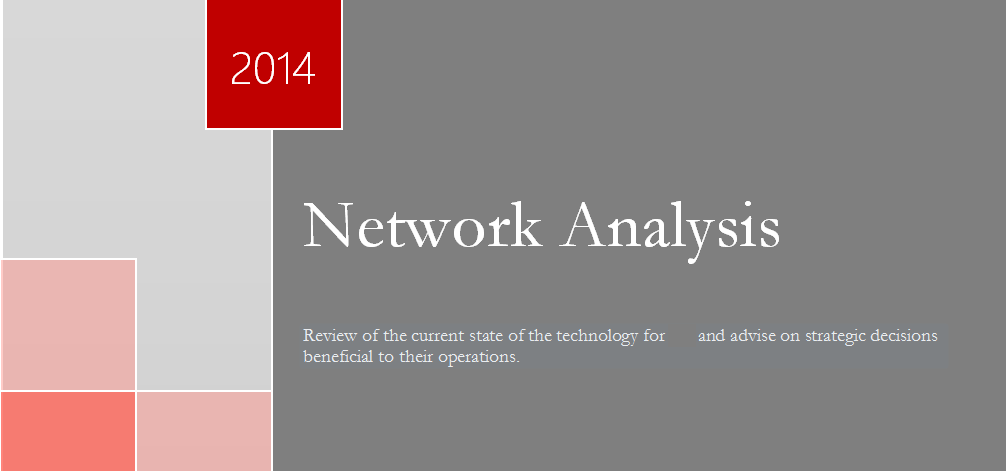 2014
Network Analysis
Review of the current state of the technology for and advise on strategic decisions
beneficial to their operations.